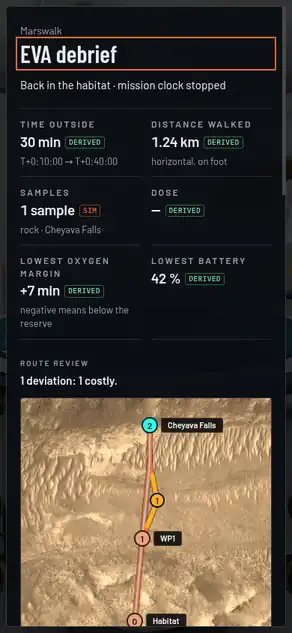 Marswalk
EVA debrief
Back in the habitat · mission clock stopped
TIME OUTSIDE
30 min DERIVED
T+0:10:00 → T+0:40:00
DISTANCE WALKED
1.24 km DERIVED
horizontal, on foot
SAMPLES
1 sample SIM
rock · Cheyava Falls
DOSE
— DERIVED
LOWEST OXYGEN
MARGIN
+7 min DERIVED
negative means below the
reserve
LOWEST BATTERY
42 % DERIVED
ROUTE REVIEW
1 deviation: 1 costly.
2 Cheyava Falls
1
1 WP1
0 Habitat